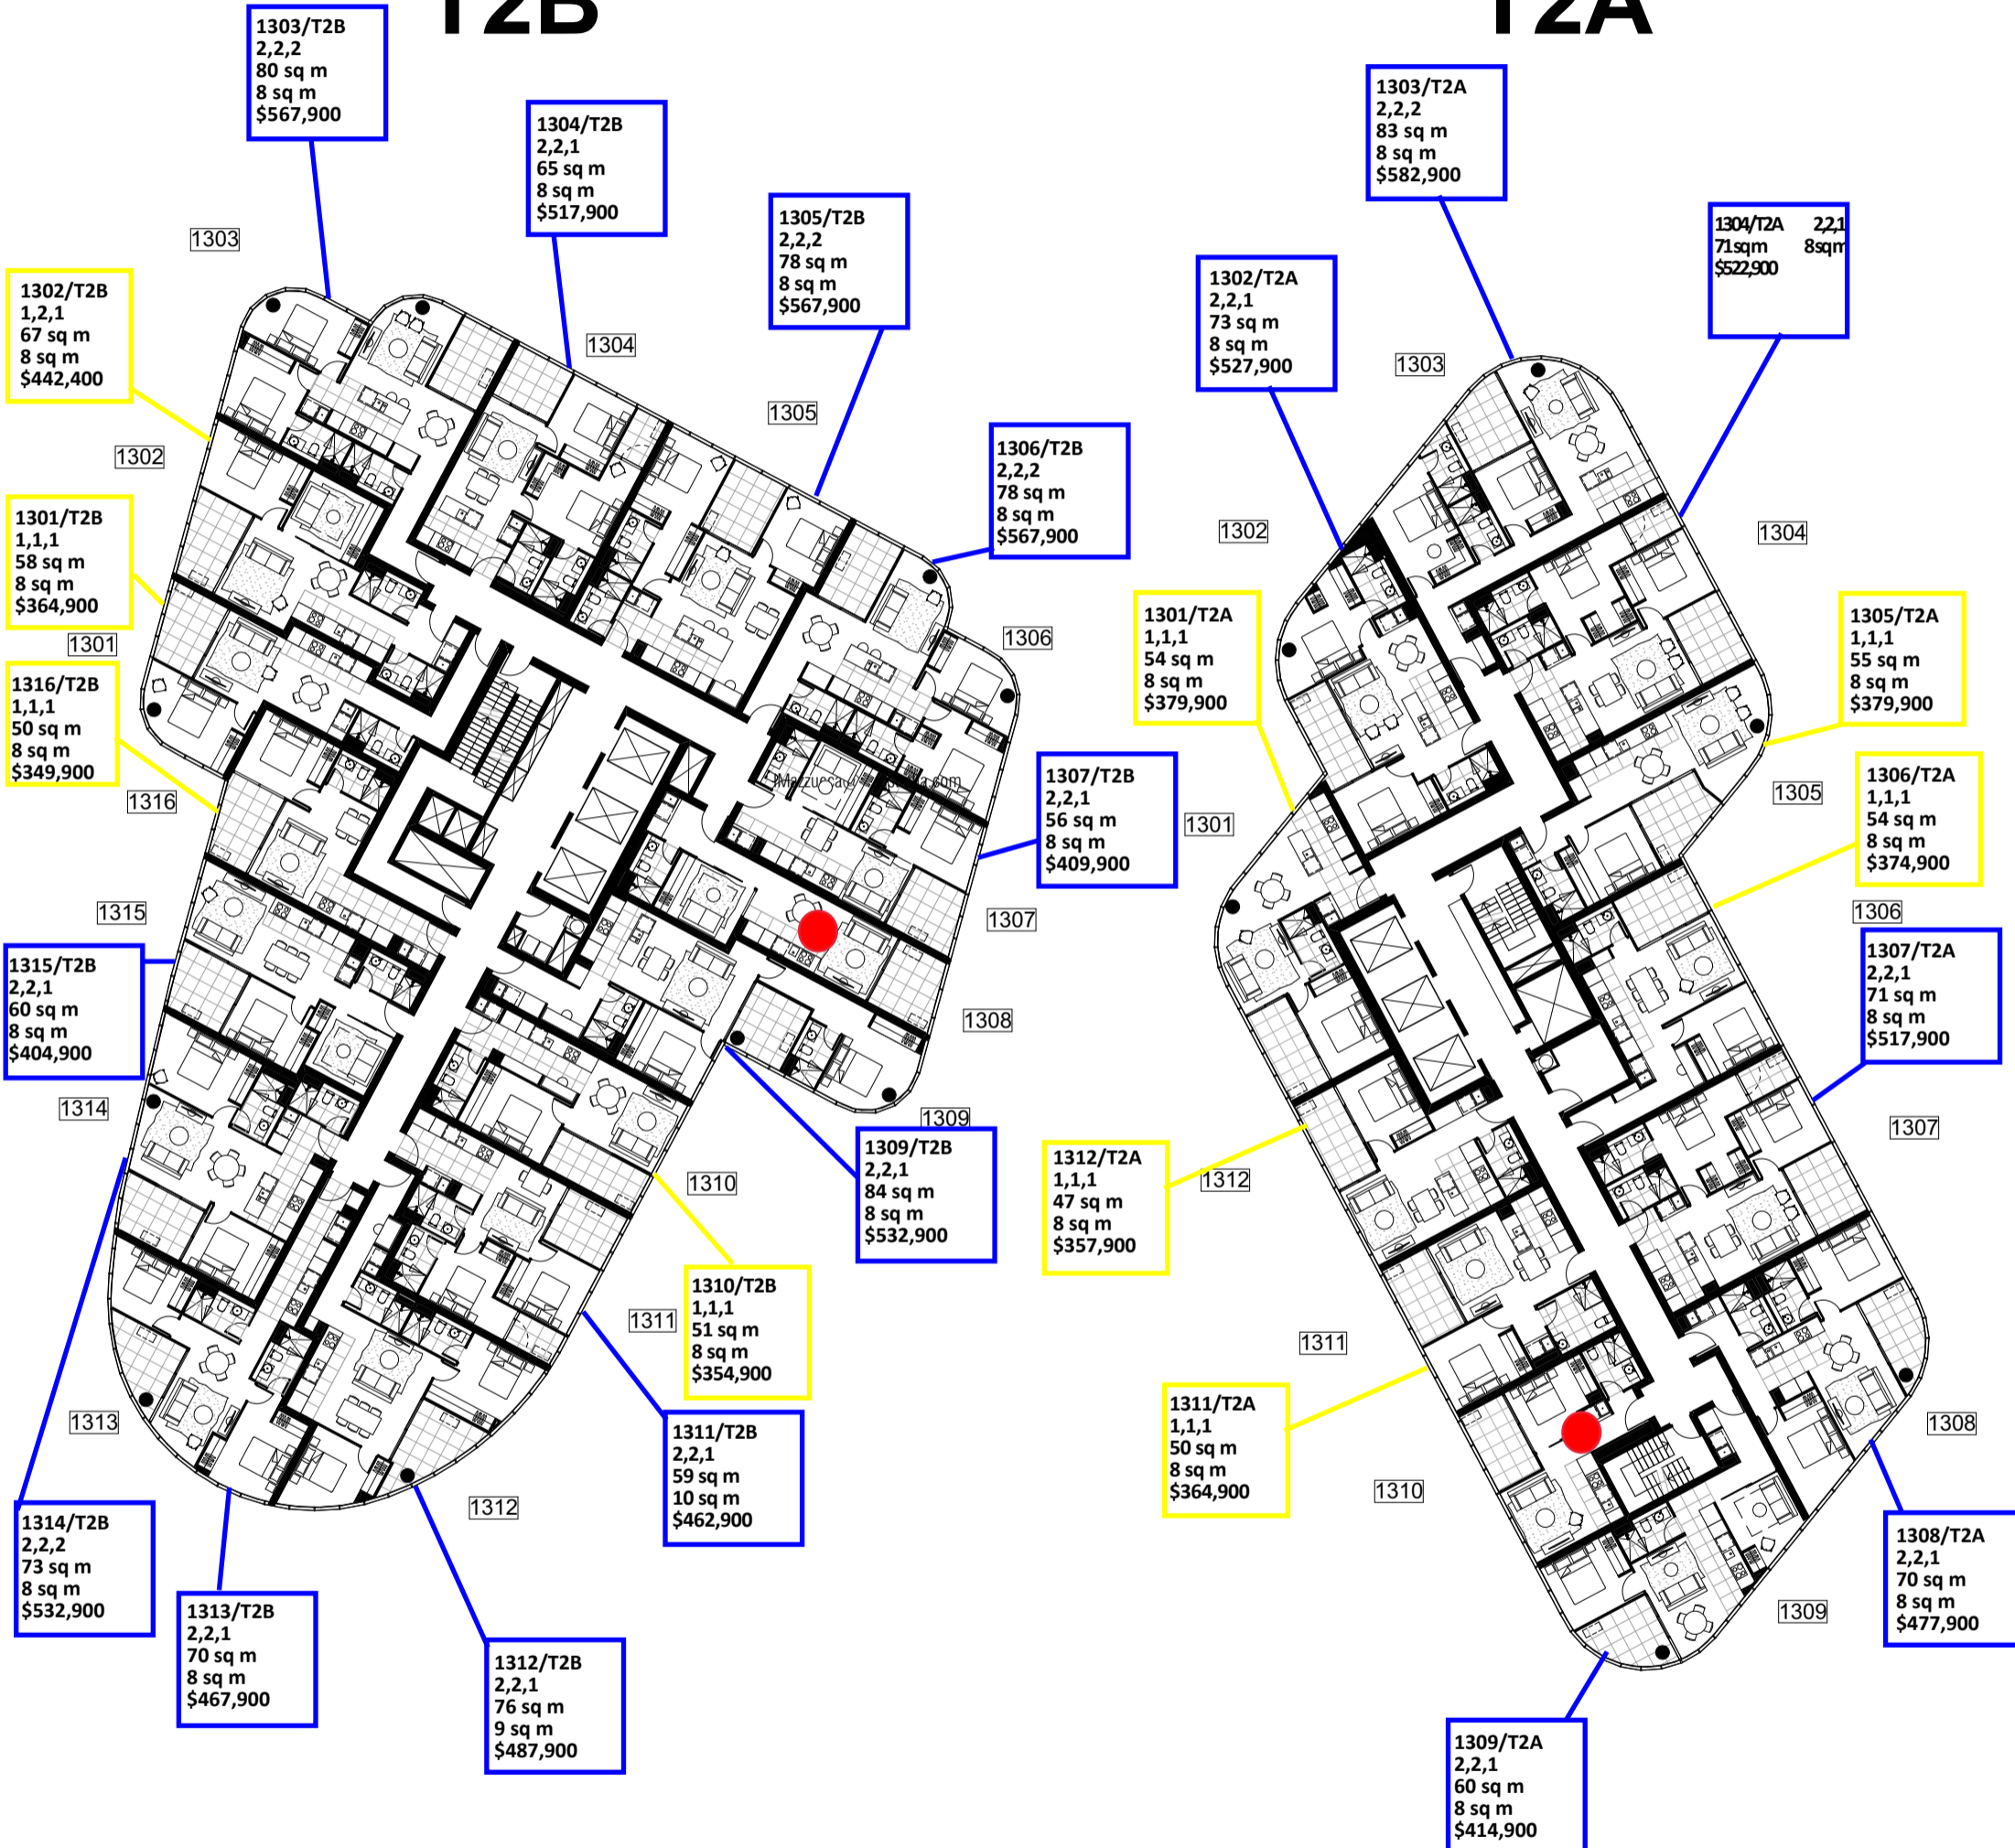 T2B
T2A
1303/T2B
2,2,2
80 sq m
8 sq m
$567,900
1304/T2B
2,2,1
65 sq m
8 sq m
$517,900
1305/T2B
2,2,2
78 sq m
8 sq m
$567,900
1306/T2B
2,2,2
78 sq m
8 sq m
$567,900
1307/T2B
2,2,1
56 sq m
8 sq m
$409,900
1302/T2B
1,2,1
67 sq m
8 sq m
$442,400
1301/T2B
1,1,1
58 sq m
8 sq m
$364,900
1316/T2B
1,1,1
50 sq m
8 sq m
$349,900
1315/T2B
2,2,1
60 sq m
8 sq m
$404,900
1314/T2B
2,2,2
73 sq m
8 sq m
$532,900
1313/T2B
2,2,1
70 sq m
8 sq m
$467,900
1312/T2B
2,2,1
76 sq m
9 sq m
$487,900
1311/T2B
2,2,1
59 sq m
10 sq m
$462,900
1310/T2B
1,1,1
51 sq m
8 sq m
$354,900
1309/T2B
2,2,1
84 sq m
8 sq m
$532,900
1303
1304
1305
1306
1307
1308
1309
1310
1311
1312
1313
1314
1315
1316
1301
1302
1303/T2A
2,2,2
83 sq m
8 sq m
$582,900
1304/T2A 2,2,1
71 sq m 8 sq m
$522,900
1302/T2A
2,2,1
73 sq m
8 sq m
$527,900
1301/T2A
1,1,1
54 sq m
8 sq m
$379,900
1305/T2A
1,1,1
55 sq m
8 sq m
$379,900
1306/T2A
1,1,1
54 sq m
8 sq m
$374,900
1307/T2A
2,2,1
71 sq m
8 sq m
$517,900
1312/T2A
1,1,1
47 sq m
8 sq m
$357,900
1311/T2A
1,1,1
50 sq m
8 sq m
$364,900
1308/T2A
2,2,1
70 sq m
8 sq m
$477,900
1309/T2A
2,2,1
60 sq m
8 sq m
$414,900
1303
1304
1302
1305
1301
1306
1307
1312
1311
1308
1310
1309